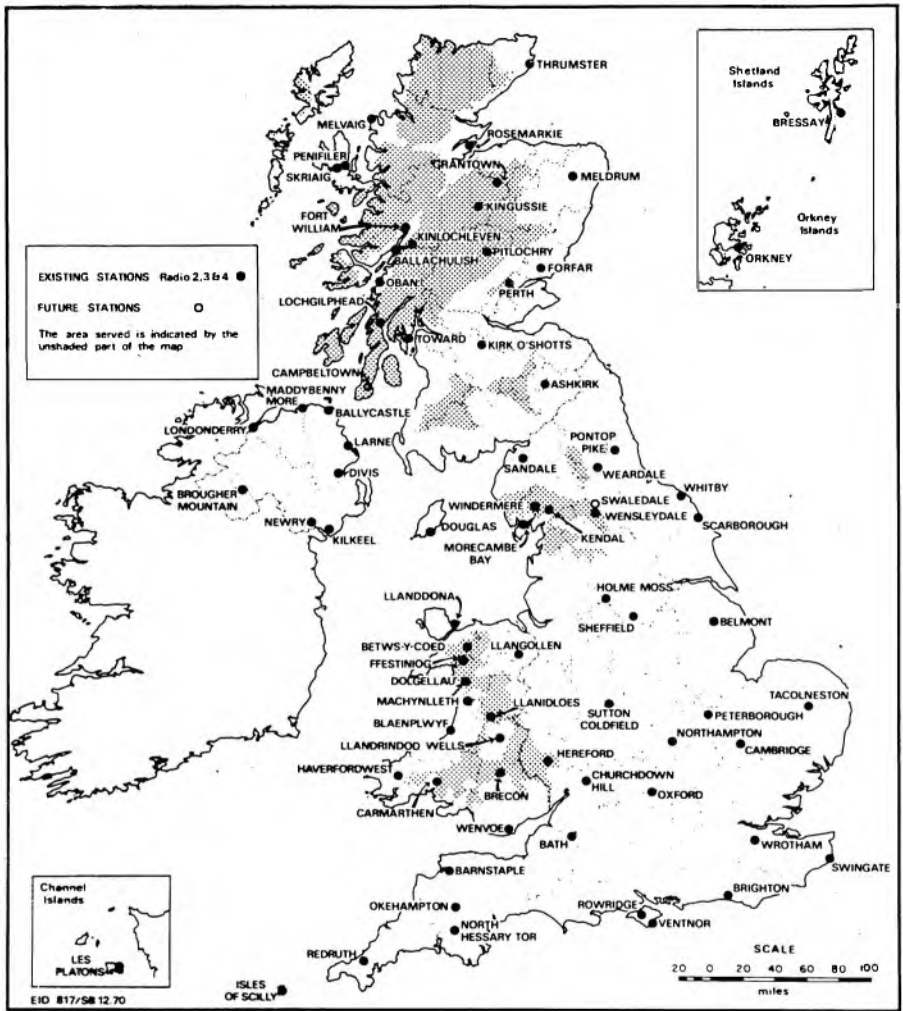 THRUMSTER
Shetland
Islands
BRESSAY
MELVAIG
ROSEMARKIE
PENIFILER
GRANTOWN
SKRIAIG
MELDRUM
KINGUSSIE
FORT
WILLIAM
Orkney
Islands
KINLOCHLEVEN
PITLOCHRY
BALLACHULISH
ORKNEY
FORFAR
EXISTING STATIONS Radio 2,3&4
OBAN
PERTH
LOCHGILPHEAD
FUTURE STATIONS
The area served is indicated by the
unshaded part of the map
TOWARD
KIRK O'SHOTTS
CAMPBELTOWN
ASHKIRK
MADDYBENNY
MORE
BALLYCASTLE
LONDONDERRY
LARNE
PONTOP
PIKE
SANDALE
WEARDALE
DIVIS
WHITBY
BROUGHER
MOUNTAIN
WINDERMERE
SWALEDALE
WENSLEYDALE
NEWRY
DOUGLAS
SCARBOROUGH
KILKEEL
KENDAL
MORECAMBE
BAY
HOLME MOSS
LLANDDONA
SHEFFIELD
BELMONT
BETWS-Y-COED
LLANGOLLEN
FFESTINIOG
DOLGELLAU
TACOLNESTON
MACHYNLLETH
LLANIDLOES
SUTTON
COLDFIELD
PETERBOROUGH
BLAENPLWYF
NORTHAMPTON
LLANDRINDOD WELLS
CAMBRIDGE
HEREFORD
HAVERFORDWEST
CHURCHDOWN
HILL
BRECON
OXFORD
CARMARTHEN
WENVOE
BATH
WROTHAM
SWINGATE
BARNSTAPLE
Channel
Islands
BRIGHTON
OKEHAMPTON
ROWRIDGE
VENTNOR
NORTH
HESSARY TOR
LES
PLATONS
REDRUTH
SCALE
20 0 20 40 60 80 100
miles
ISLES
OF SCILLY
EID 817/SB 12.70